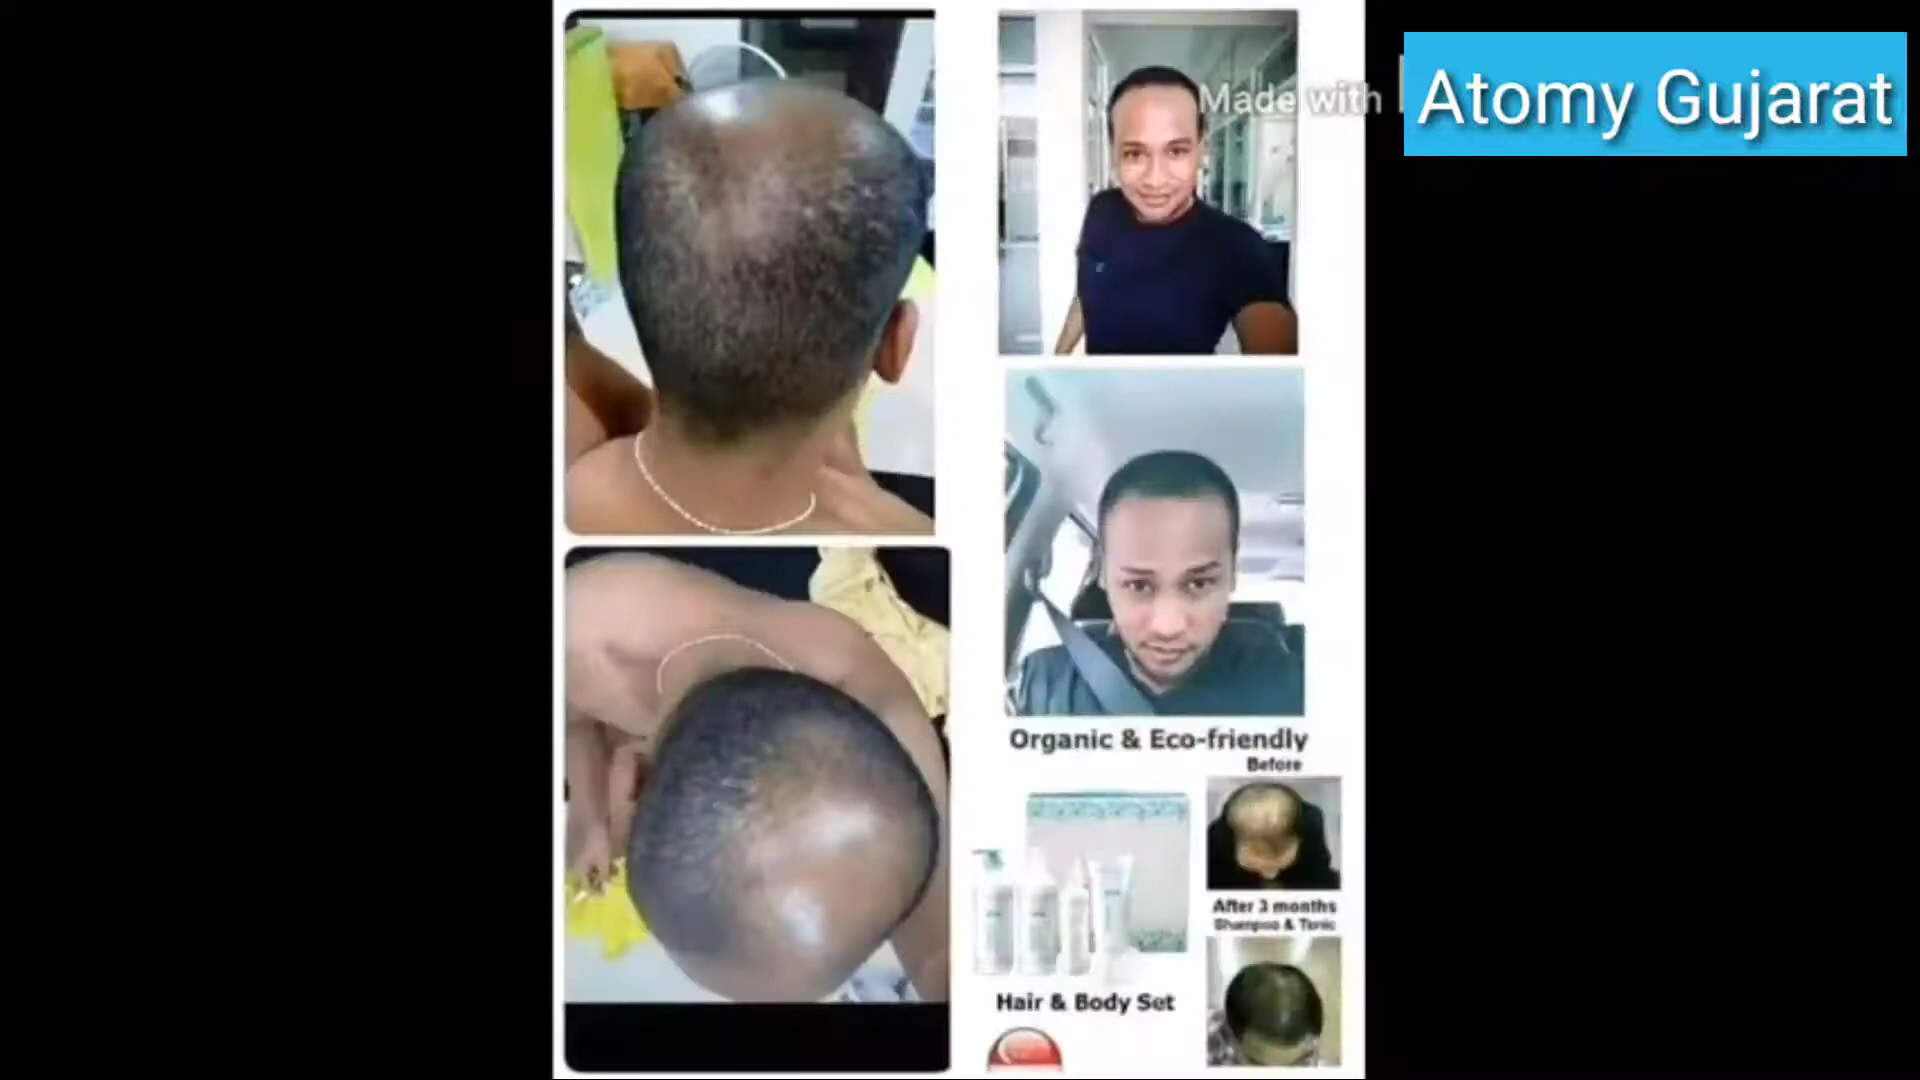 Made with
Atomy Gujarat
Organic & Eco-friendly
Before
After 3 months
Shampoo & Tonic
Hair & Body Set